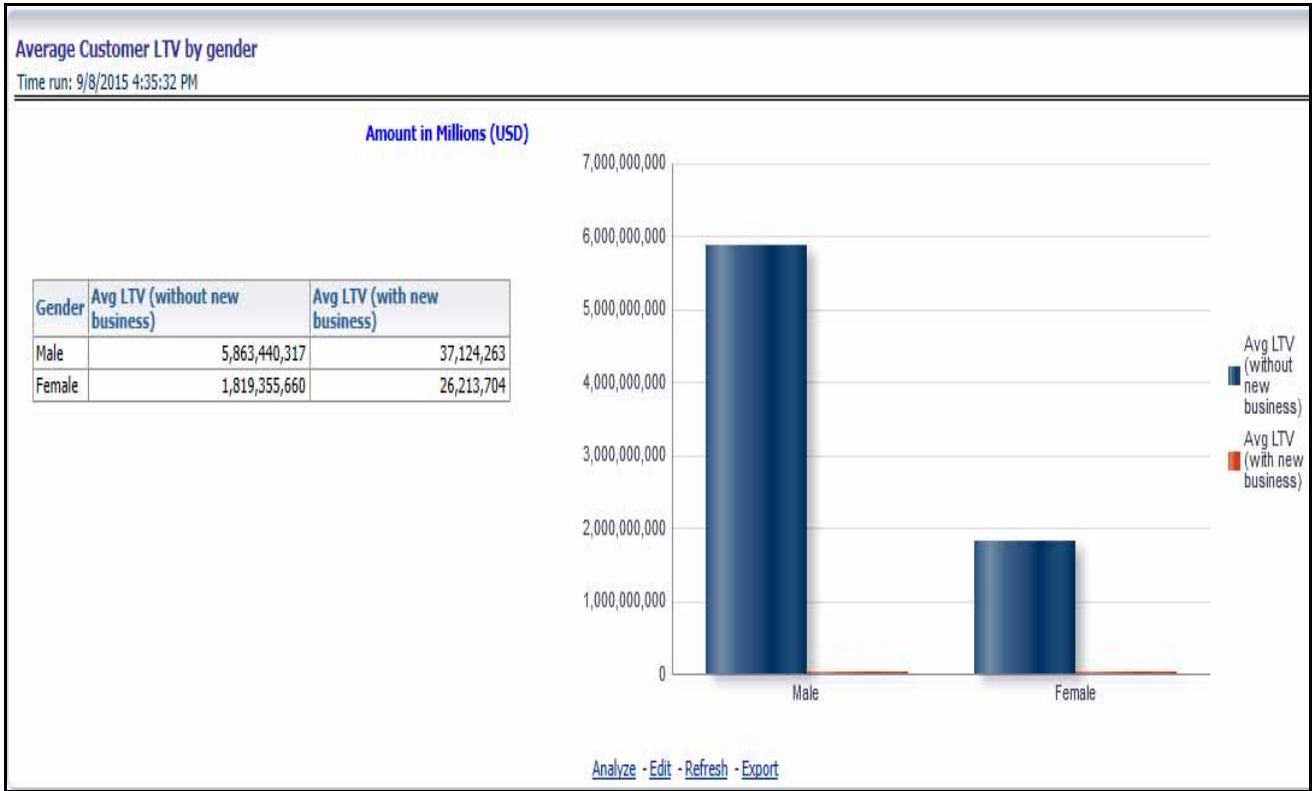 Average Customer LTV by gender
Time run: 9/8/2015 4:35:32 PM
Amount in Millions (USD)
Gender Avg LTV (without new business) Avg LTV (with new business)
Male 5,863,440,317 37,124,263
Female 1,819,355,660 26,213,704
7,000,000,000
6,000,000,000
5,000,000,000
4,000,000,000
3,000,000,000
2,000,000,000
1,000,000,000
0
Male Female
Avg LTV
(without
new
business)
Avg LTV
(with new
business)
Analyze - Edit - Refresh - Export